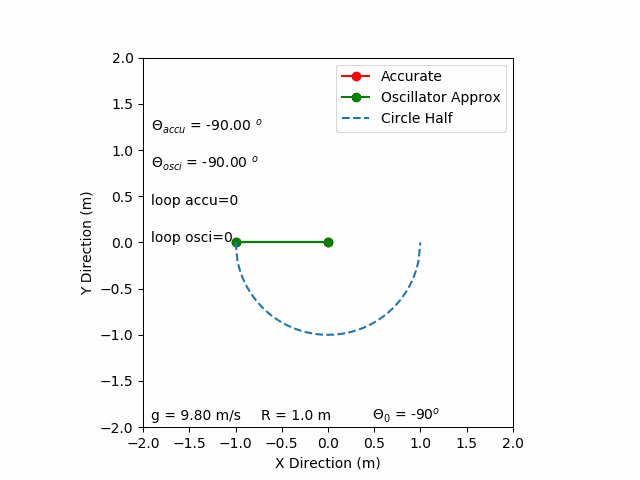 Accurate
Oscillator Approx
Circle Half
Θaccu = -90.00 °
Θosci = -90.00 °
loop accu=0
loop osci=0
2.0
1.5
1.0
0.5
0.0
−0.5
−1.0
−1.5
−2.0
Y Direction (m)
g = 9.80 m/s R = 1.0 m Θ0 = -90°
−2.0 −1.5 −1.0 −0.5 0.0 0.5 1.0 1.5 2.0
X Direction (m)